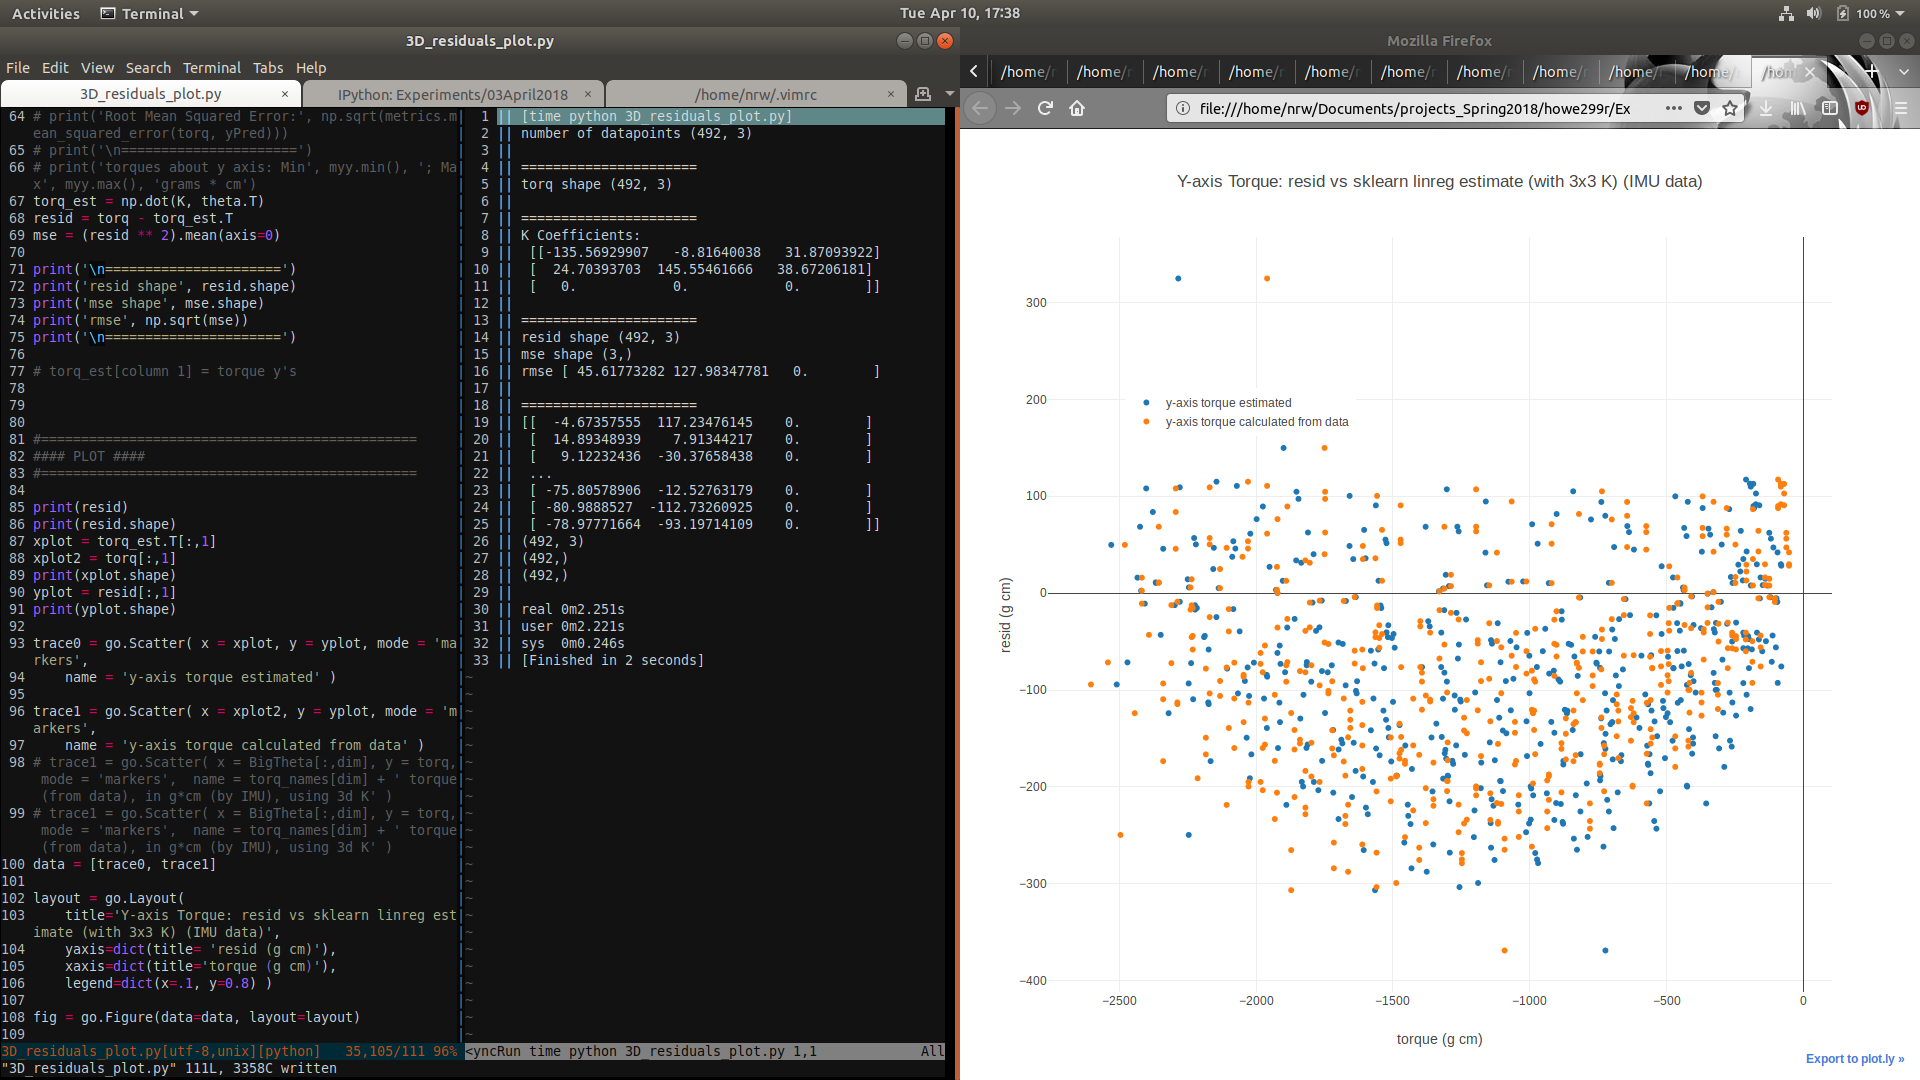 Activities
Terminal
Tue Apr 10, 17:38
100 %
3D_residuals_plot.py
File Edit View Search Terminal Tabs Help
3D_residuals_plot.py ×
IPython: Experiments/03April2018 ×
/home/nrw/.vimrc ×
64 # print('Root Mean Squared Error:', np.sqrt(metrics.m
ean_squared_error(torq, yPred)))
65 # print('\n======================')
66 # print('torques about y axis: Min', myy.min(), '; Ma
x', myy.max(), 'grams * cm')
67 torq_est = np.dot(K, theta.T)
68 resid = torq - torq_est.T
69 mse = (resid ** 2).mean(axis=0)
70
71 print('\n======================')
72 print('resid shape', resid.shape)
73 print('mse shape', mse.shape)
74 print('rmse', np.sqrt(mse))
75 print('\n======================')
76
77 # torq_est[column 1] = torque y's
78
79
80
81 #===============================================
82 #### PLOT ####
83 #===============================================
84
85 print(resid)
86 print(resid.shape)
87 xplot = torq_est.T[:,1]
88 xplot2 = torq[:,1]
89 print(xplot.shape)
90 yplot = resid[:,1]
91 print(yplot.shape)
92
93 trace0 = go.Scatter( x = xplot, y = yplot, mode = 'ma
rkers',
94     name = 'y-axis torque estimated' )
95
96 trace1 = go.Scatter( x = xplot2, y = yplot, mode = 'm
arkers',
97     name = 'y-axis torque calculated from data' )
98 # trace1 = go.Scatter( x = BigTheta[:,dim], y = torq,
mode = 'markers',  name = torq_names[dim] + ' torque
(from data), in g*cm (by IMU), using 3d K' )
99 # trace1 = go.Scatter( x = BigTheta[:,dim], y = torq,
mode = 'markers',  name = torq_names[dim] + ' torque
(from data), in g*cm (by IMU), using 3d K' )
100 data = [trace0, trace1]
101
102 layout = go.Layout(
103     title='Y-axis Torque: resid vs sklearn linreg est
imate (with 3x3 K) (IMU data)',
104     yaxis=dict(title= 'resid (g cm)'),
105     xaxis=dict(title='torque (g cm)'),
106     legend=dict(x=.1, y=0.8) )
107
108 fig = go.Figure(data=data, layout=layout)
109
3D_residuals_plot.py[utf-8,unix][python]   35,105/111 96%
"3D_residuals_plot.py" 111L, 3358C written
1 || [time python 3D_residuals_plot.py]
2 || number of datapoints (492, 3)
3 ||
4 || ======================
5 || torq shape (492, 3)
6 ||
7 || ======================
8 || K Coefficients:
9 ||  [[-135.56929907   -8.81640038   31.87093922]
10 ||  [  24.70393703  145.55461666   38.67206181]
11 ||  [   0.            0.            0.        ]]
12 ||
13 || ======================
14 || resid shape (492, 3)
15 || mse shape (3,)
16 || rmse [ 45.61773282 127.98347781   0.        ]
17 ||
18 || ======================
19 || [[  -4.67357555  117.23476145    0.        ]
20 ||  [  14.89348939    7.91344217    0.        ]
21 ||  [   9.12232436  -30.37658438    0.        ]
22 ||  ...
23 ||  [ -75.80578906  -12.52763179    0.        ]
24 ||  [ -80.9888527  -112.73260925    0.        ]
25 ||  [ -78.97771664  -93.19714109    0.        ]]
26 || (492, 3)
27 || (492,)
28 || (492,)
29 ||
30 || real 0m2.251s
31 || user 0m2.221s
32 || sys  0m0.246s
33 || [Finished in 2 seconds]
<yncRun time python 3D_residuals_plot.py 1,1             All
Mozilla Firefox
/home/ /home/ /home/ /home/ /home/ /home/ /home/ /home/ /home/ /home/ /hom
file:///home/nrw/Documents/projects_Spring2018/howe299r/Ex
Y-axis Torque: resid vs sklearn linreg estimate (with 3x3 K) (IMU data)
y-axis torque estimated
y-axis torque calculated from data
300
200
100
0
−100
−200
−300
−400
resid (g cm)
−2500 −2000 −1500 −1000 −500 0
torque (g cm)
Export to plot.ly »